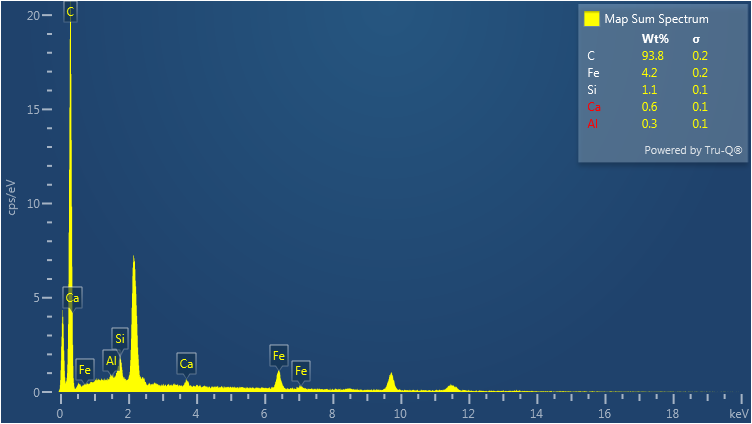 Map Sum Spectrum
Wt% σ
C 93.8 0.2
Fe 4.2 0.2
Si 1.1 0.1
Ca 0.6 0.1
Al 0.3 0.1
Powered by Tru-Q®
cps/eV
20
15
10
5
0
C
Ca
Fe
Al
Si
Ca
Fe
Fe
0 2 4 6 8 10 12 14 16 18 keV